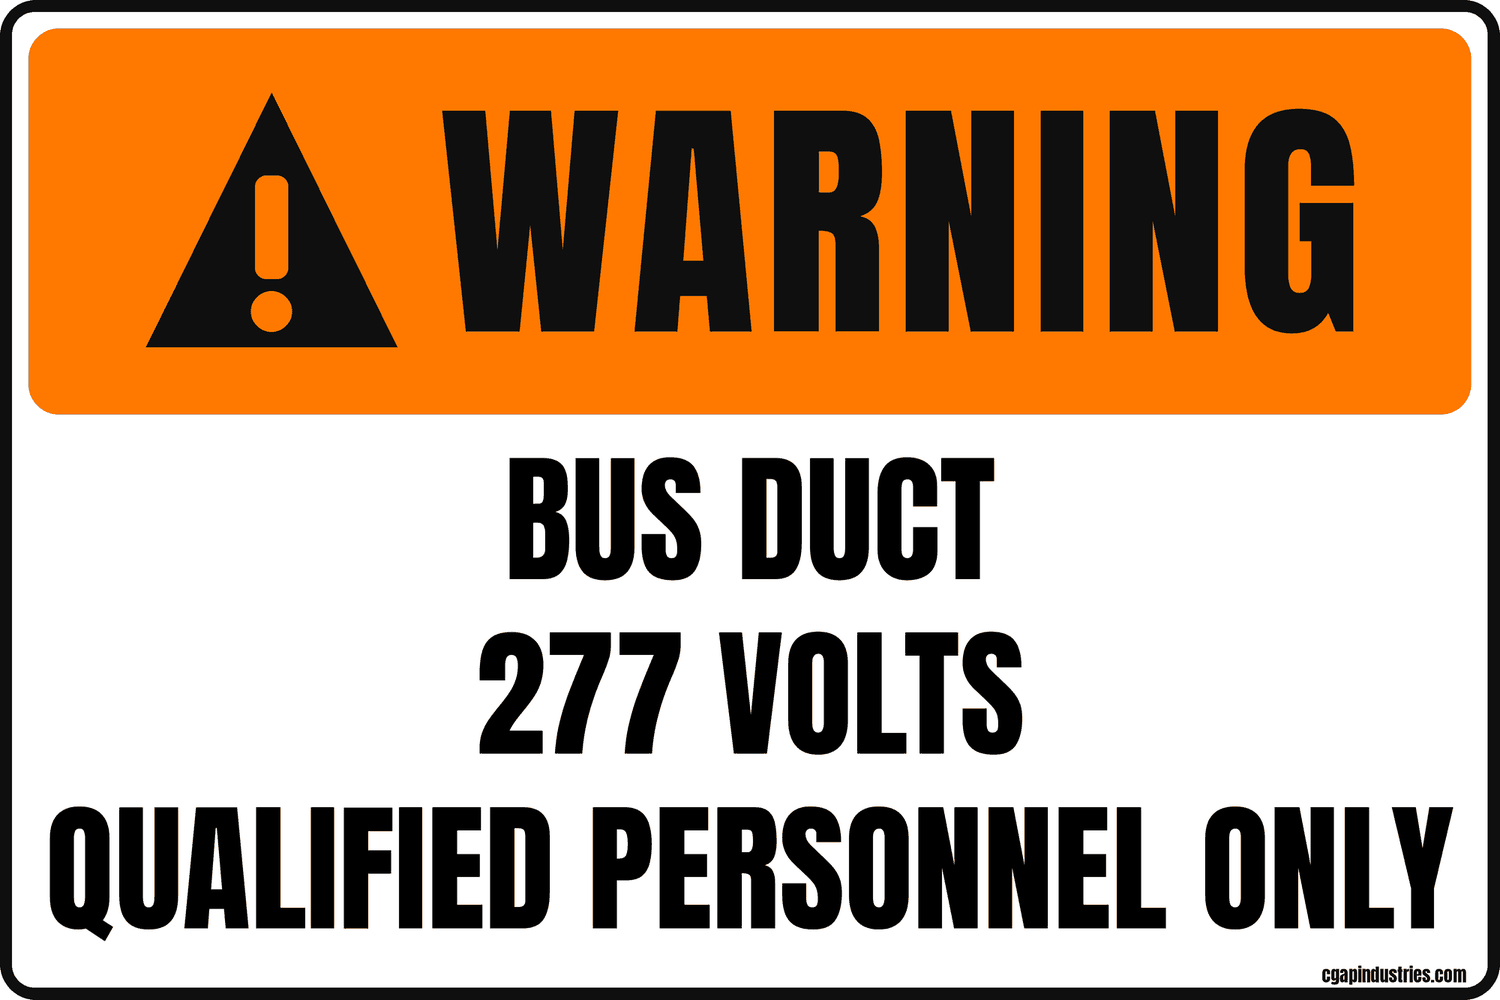 WARNING
BUS DUCT
277 VOLTS
QUALIFIED PERSONNEL ONLY
cgapindustries.com